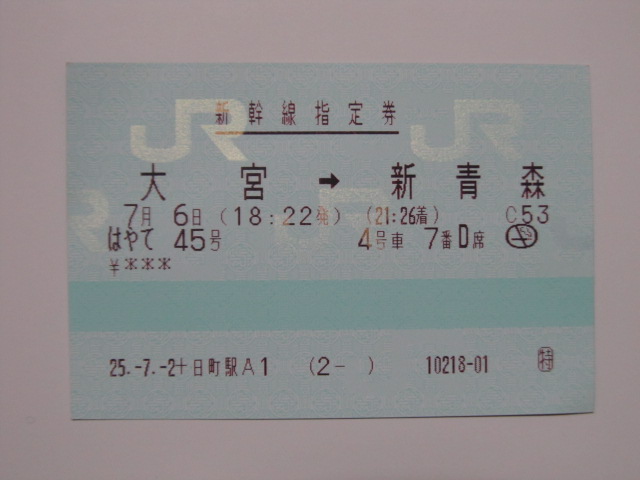 新幹線指定券
大宮 → 新青森
7月 6日 (18:22発) (21:26着) C53
はやて 45号 4号車 7番D席
¥***
25.-7.-2十日町駅A1 (2- ) 10218-01 特